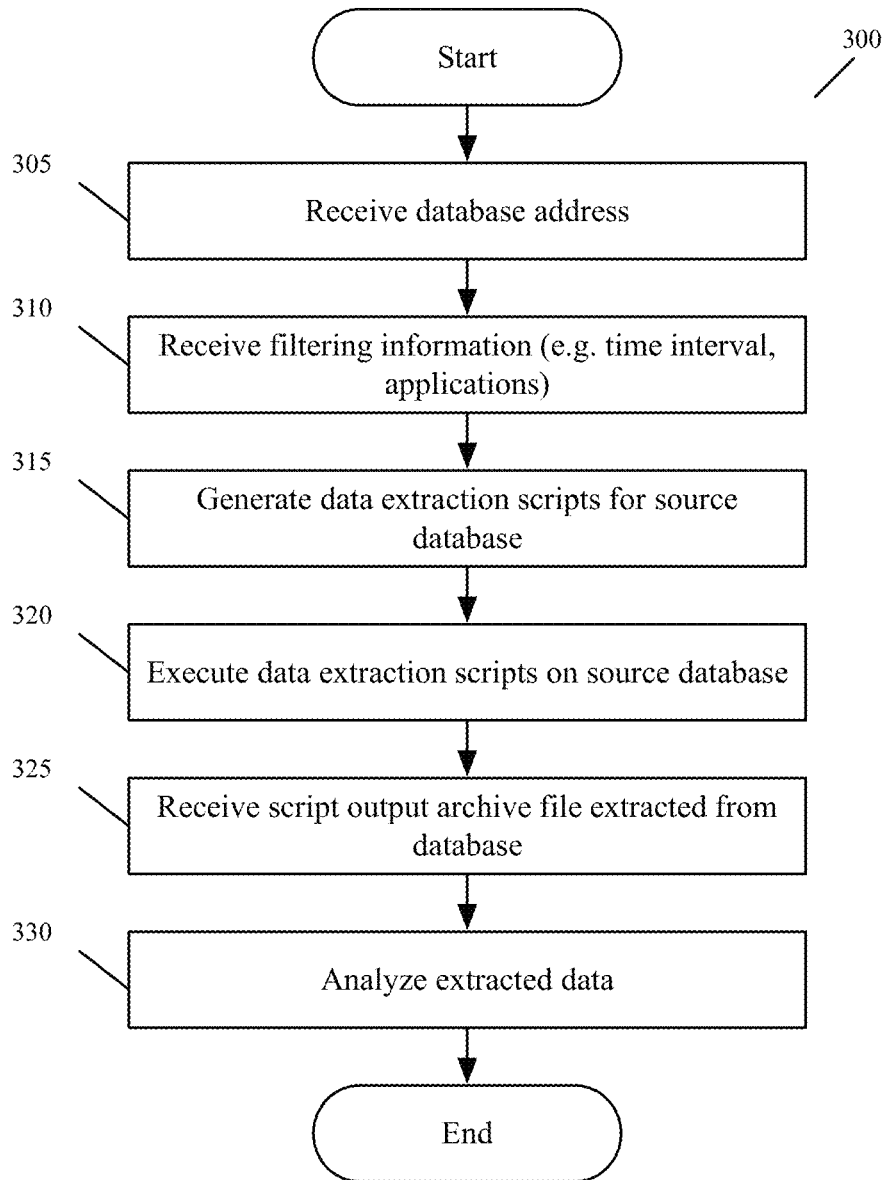 Start
300
305
Receive database address
310
Receive filtering information (e.g. time interval,
applications)
315
Generate data extraction scripts for source
database
320
Execute data extraction scripts on source database
325
Receive script output archive file extracted from
database
330
Analyze extracted data
End